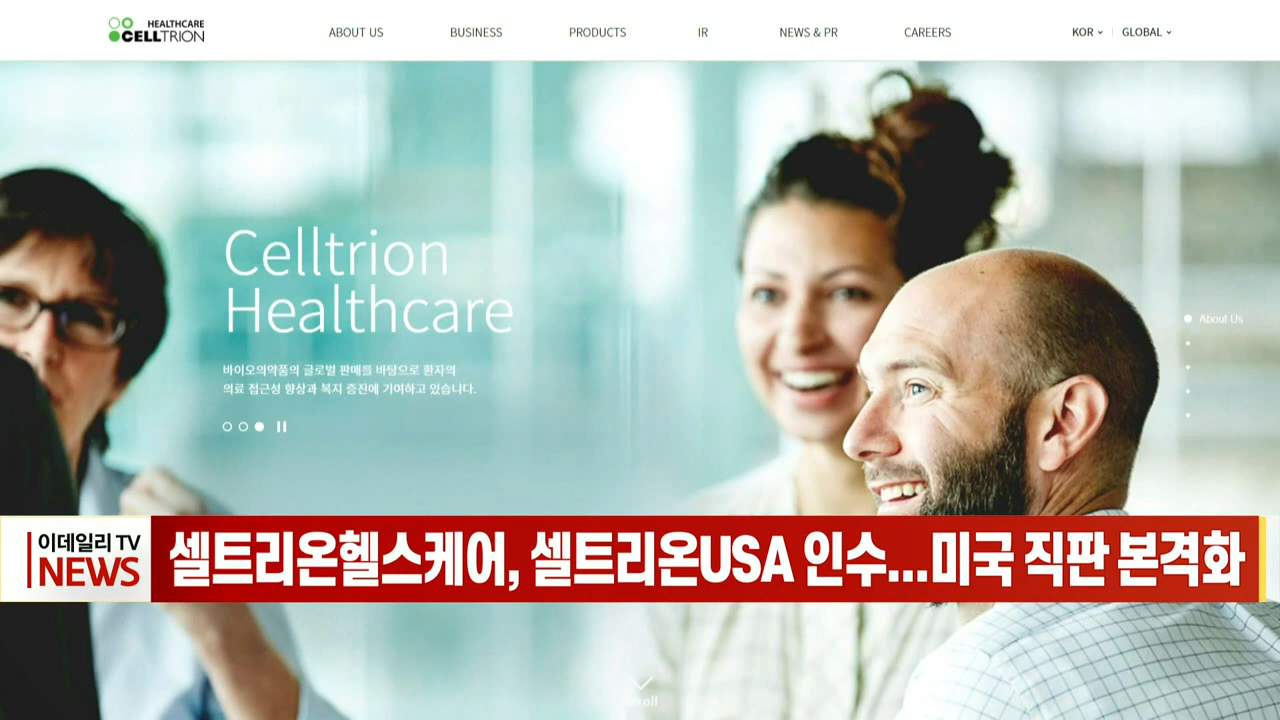 HEALTHCARE
CELLTRION
ABOUT US
BUSINESS
PRODUCTS
IR
NEWS & PR
CAREERS
KOR
GLOBAL
Celltrion
Healthcare
바이오의약품의 글로벌 판매를 바탕으로 환자의
의료 접근성 향상과 복지 증진에 기여하고 있습니다.
About Us
이데일리 TV
NEWS
셀트리온헬스케어, 셀트리온USA 인수...미국 직판 본격화
Scroll